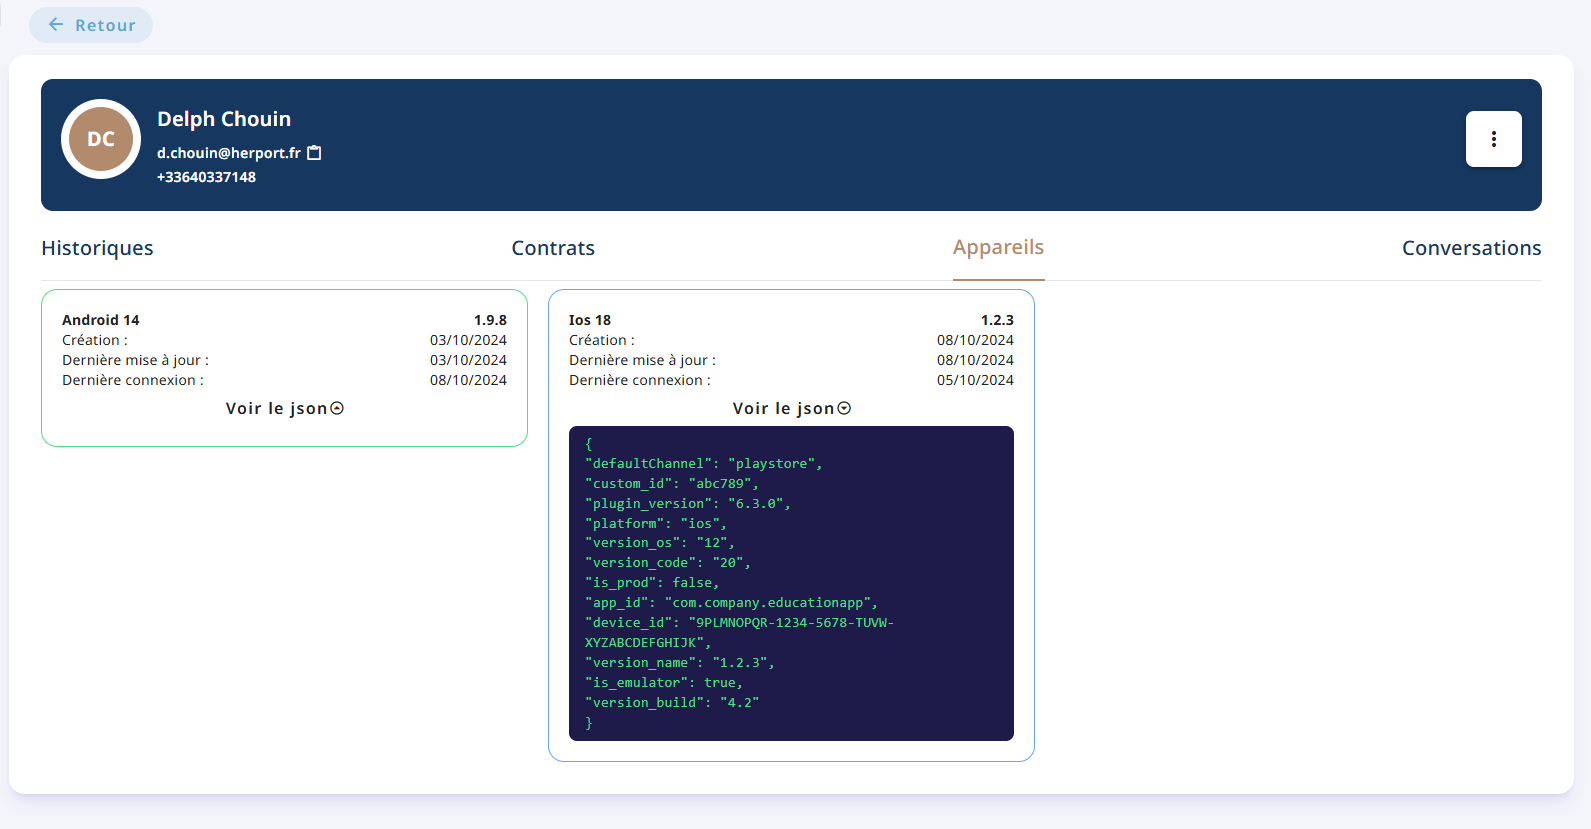 Retour
DC
Delph Chouin
d.chouin@herport.fr
+33640337148
Historiques
Contrats
Appareils
Conversations
Android 14 1.9.8
Création : 03/10/2024
Dernière mise à jour : 03/10/2024
Dernière connexion : 08/10/2024
Voir le json
Ios 18 1.2.3
Création : 08/10/2024
Dernière mise à jour : 08/10/2024
Dernière connexion : 05/10/2024
Voir le json
{
"defaultChannel": "playstore",
"custom_id": "abc789",
"plugin_version": "6.3.0",
"platform": "ios",
"version_os": "12",
"version_code": "20",
"is_prod": false,
"app_id": "com.company.educationapp",
"device_id": "9PLMNOPQR-1234-5678-TUVW-
XYZABCDEFGHIJK",
"version_name": "1.2.3",
"is_emulator": true,
"version_build": "4.2"
}